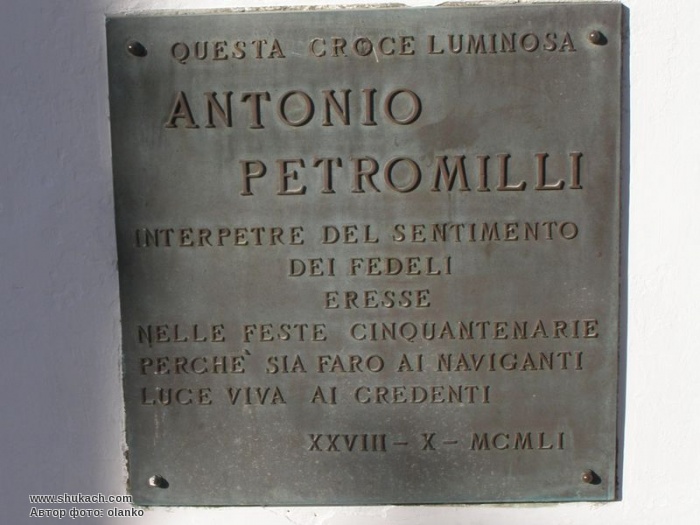 QUESTA CROCE LUMINOSA
ANTONIO
PETROMILLI
INTERPETRE DEL SENTIMENTO
DEI FEDELI
ERESSE
NELLE FESTE CINQUANTENARIE
PERCHE` SIA FARO AI NAVIGANTI
LUCE VIVA AI CREDENTI
XXVIII - X - MCMLI
www.shukach.com
Автор фото: olanko